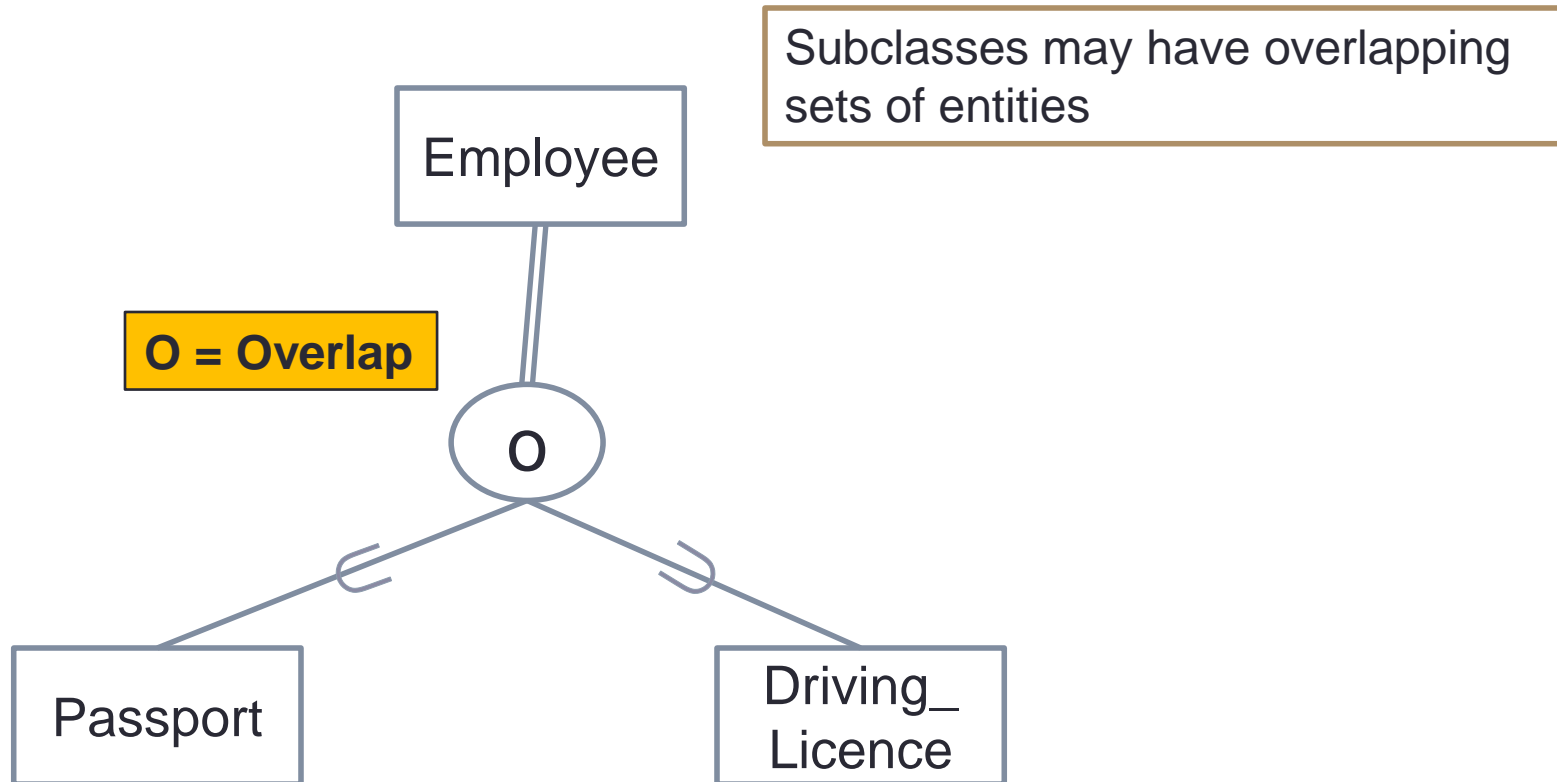 Subclasses may have overlapping
sets of entities
Employee
O = Overlap
O
Passport
Driving_
Licence